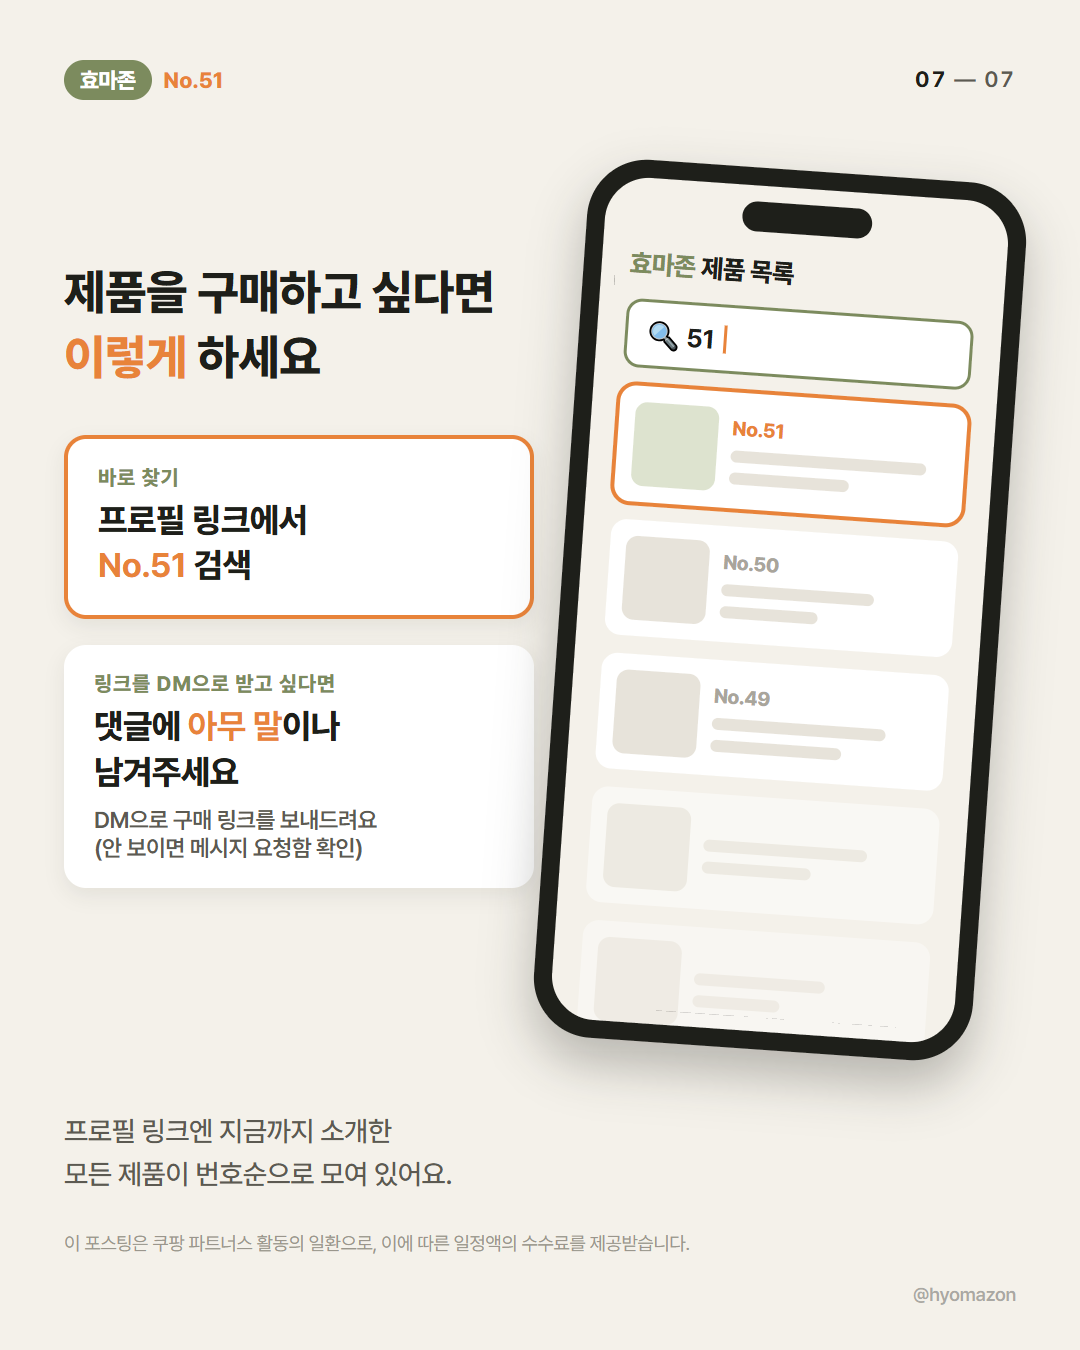 효마존 No.51
07 — 07
제품을 구매하고 싶다면
이렇게 하세요
바로 찾기
프로필 링크에서
No.51 검색
링크를 DM으로 받고 싶다면
댓글에 아무 말이나
남겨주세요
DM으로 구매 링크를 보내드려요
(안 보이면 메시지 요청함 확인)
효마존 제품 목록
51
No.51
No.50
No.49
프로필 링크엔 지금까지 소개한
모든 제품이 번호순으로 모여 있어요.
이 포스팅은 쿠팡 파트너스 활동의 일환으로, 이에 따른 일정액의 수수료를 제공받습니다.
@hyomazon